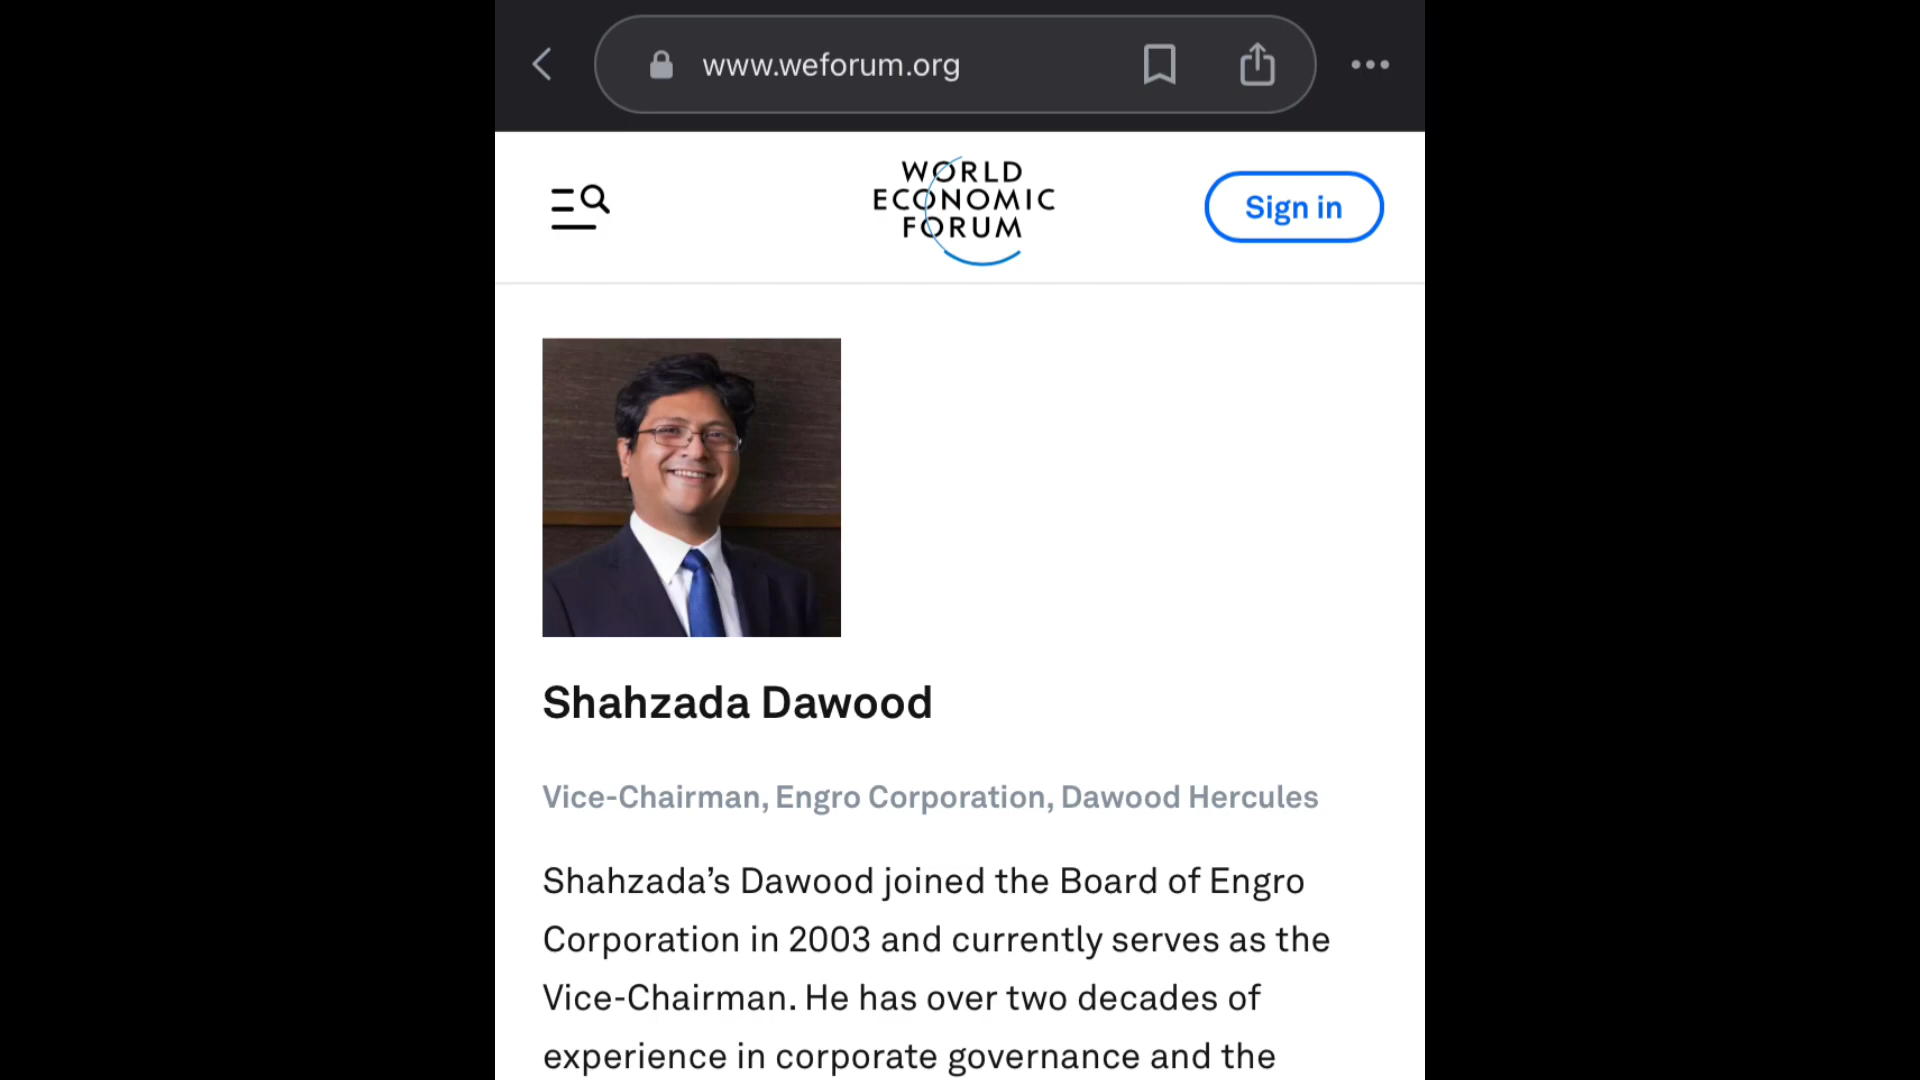 www.weforum.org
WORLD
ECONOMIC
FORUM
Sign in
Shahzada Dawood
Vice-Chairman, Engro Corporation, Dawood Hercules
Shahzada’s Dawood joined the Board of Engro
Corporation in 2003 and currently serves as the
Vice-Chairman. He has over two decades of
experience in corporate governance and the